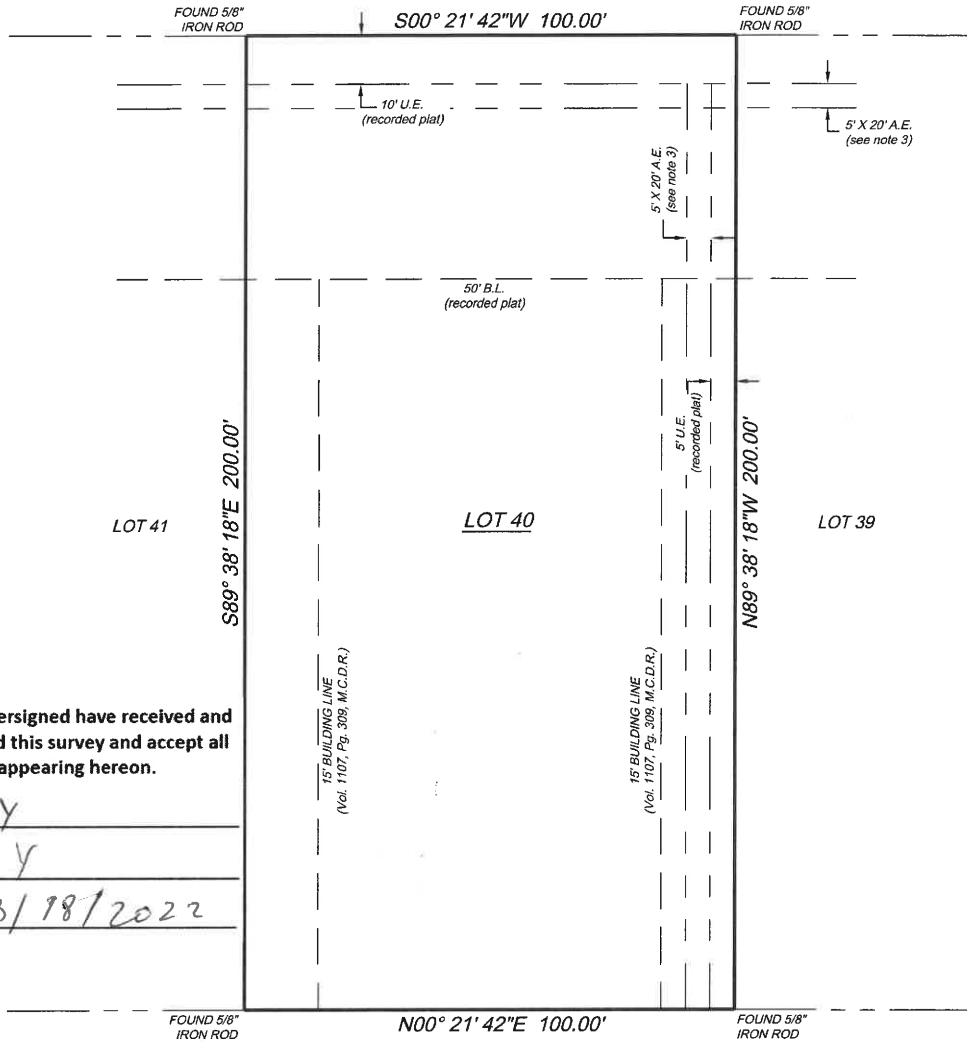 FOUND 5/8"
IRON ROD
S00° 21' 42"W 100.00'
FOUND 5/8"
IRON ROD
10' U.E.
(recorded plat)
5' X 20' A.E.
(see note 3)
5' X 20' A.E.
(see note 3)
50' B.L.
(recorded plat)
5' U.E.
(recorded plat)
S89° 38' 18"E 200.00'
N89° 38' 18"W 200.00'
LOT 41
LOT 40
LOT 39
15' BUILDING LINE
(Vol. 1107, Pg. 309, M.C.D.R.)
15' BUILDING LINE
(Vol. 1107, Pg. 309, M.C.D.R.)
ersigned have received and
d this survey and accept all
appearing hereon.
y
y
/18/2022
FOUND 5/8"
IRON ROD
N00° 21' 42"E 100.00'
FOUND 5/8"
IRON ROD